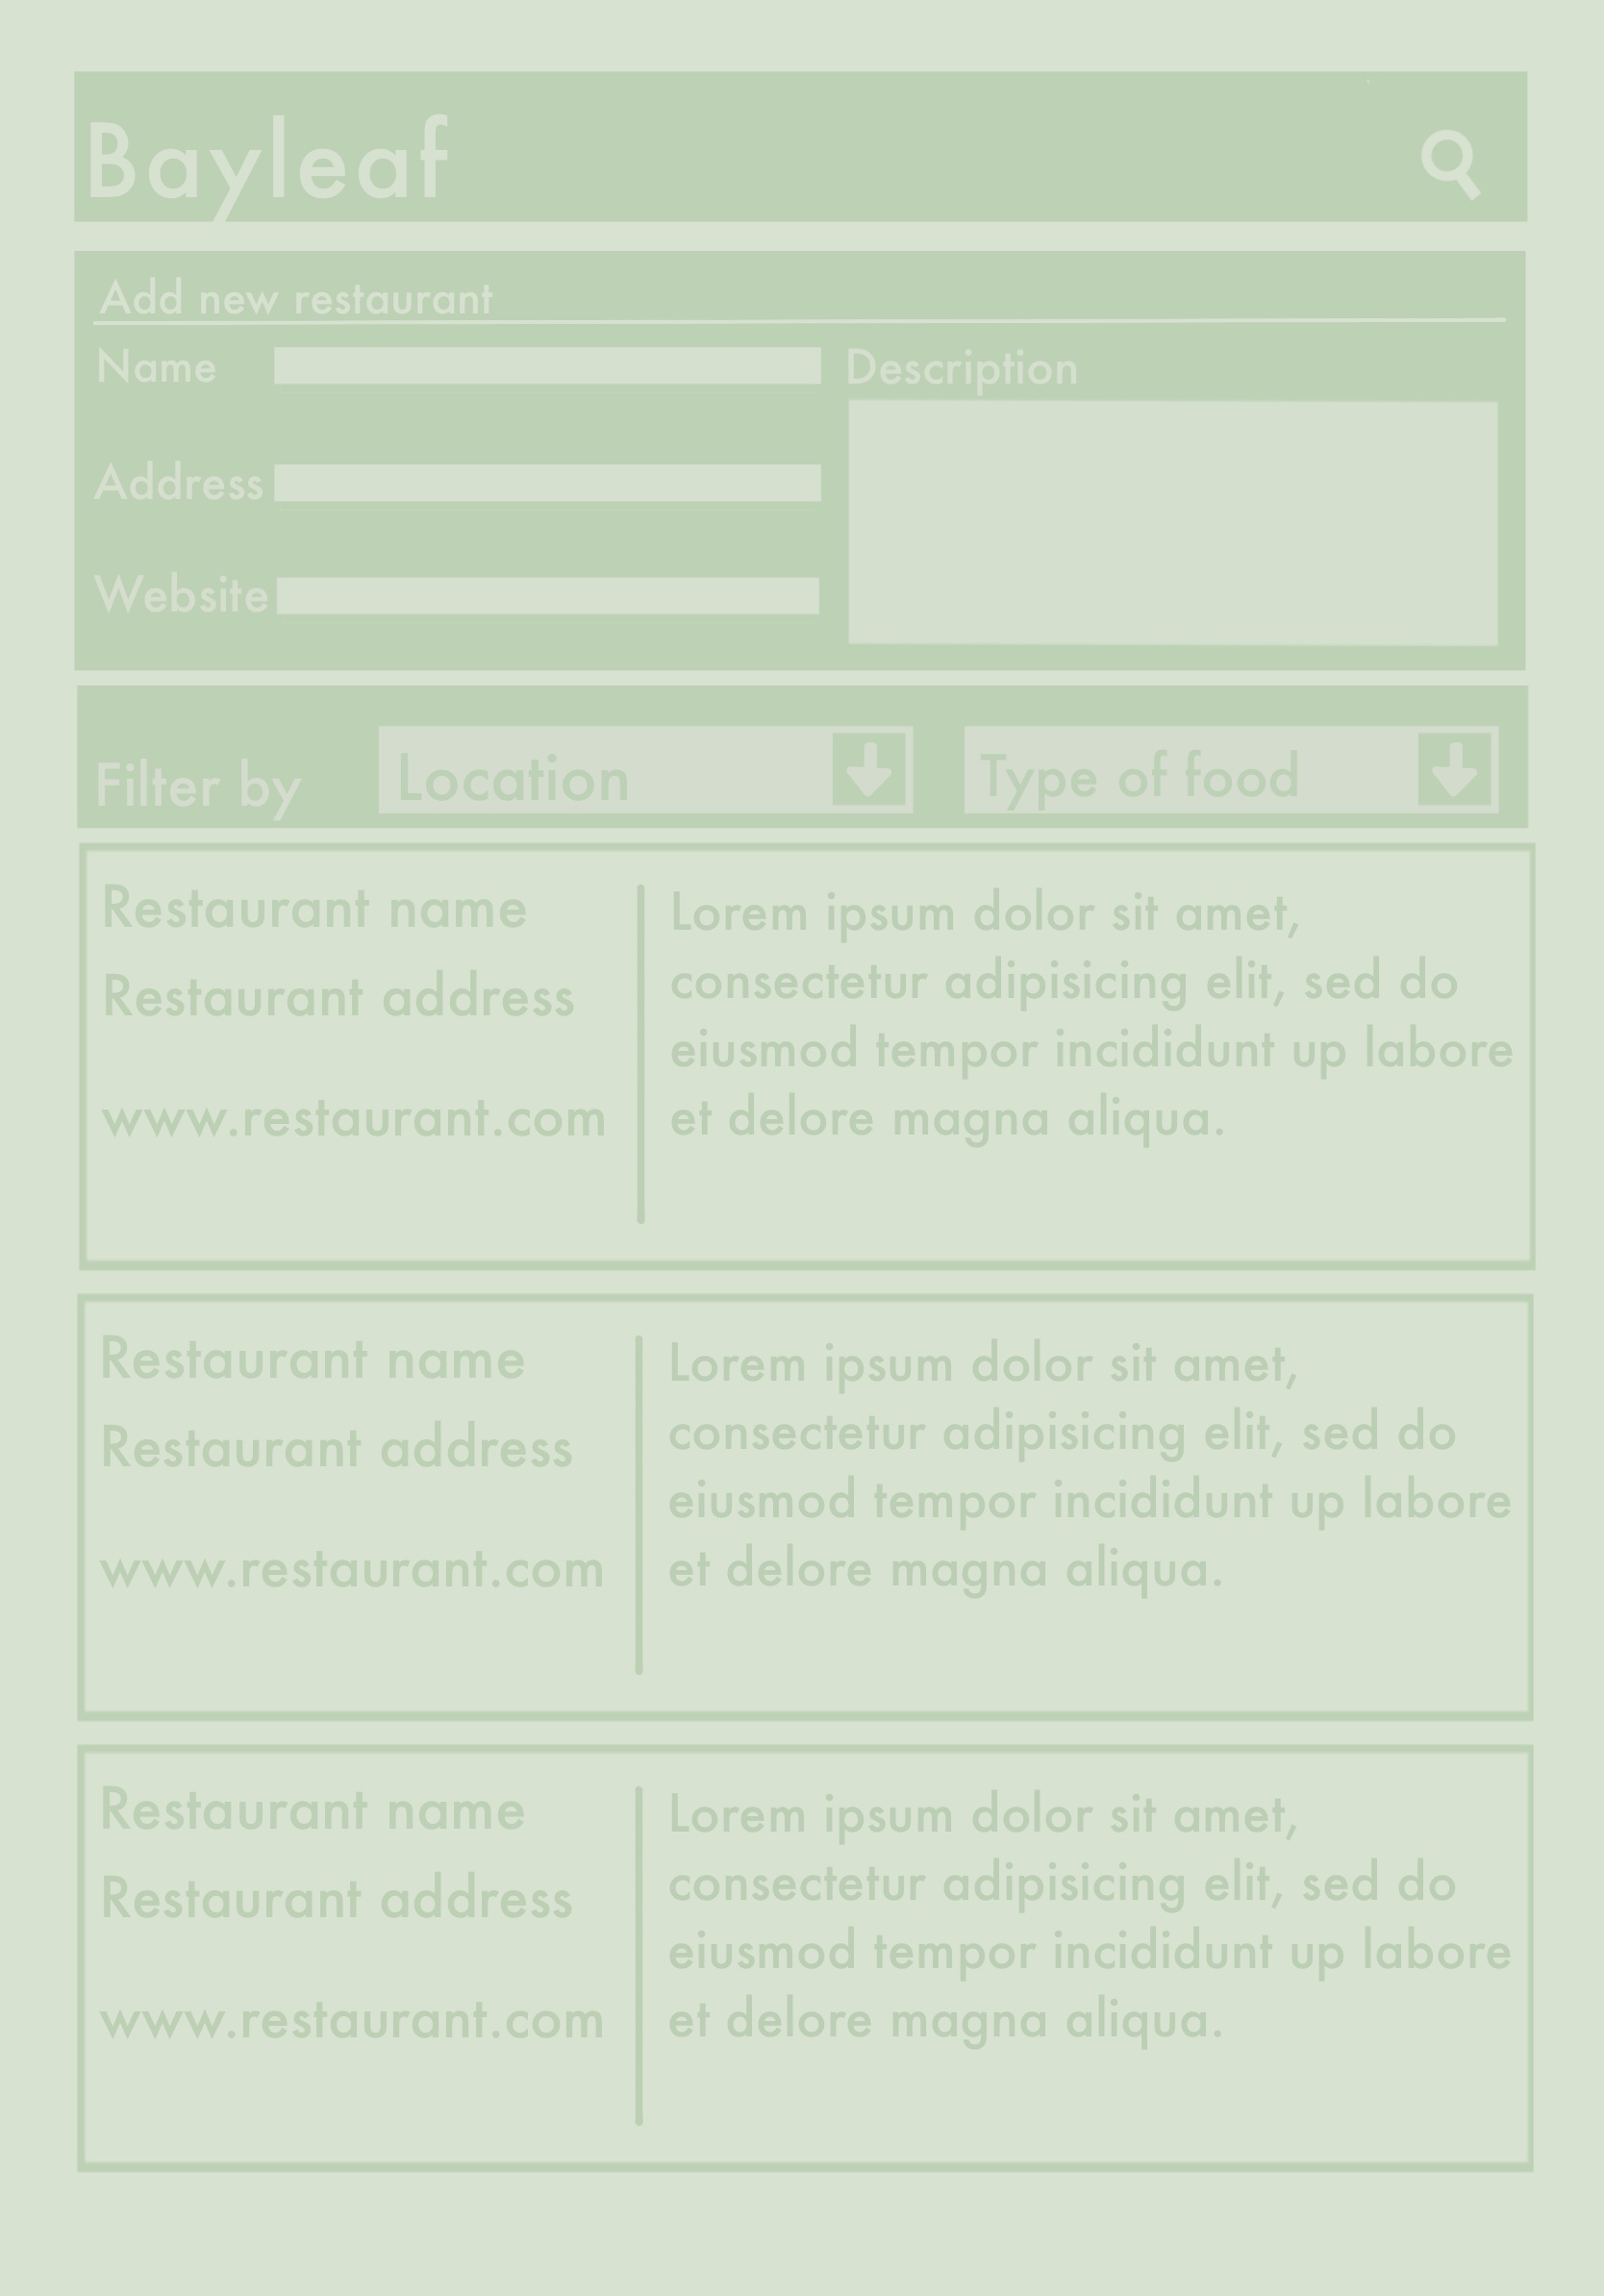 Bayleaf
Add new restaurant
Name
Description
Address
Website
Filter by
Location
Type of food
Restaurant name
Restaurant address
www.restaurant.com
Lorem ipsum dolor sit amet,
consectetur adipisicing elit, sed do
eiusmod tempor incididunt up labore
et delore magna aliqua.
Restaurant name
Restaurant address
www.restaurant.com
Lorem ipsum dolor sit amet,
consectetur adipisicing elit, sed do
eiusmod tempor incididunt up labore
et delore magna aliqua.
Restaurant name
Restaurant address
www.restaurant.com
Lorem ipsum dolor sit amet,
consectetur adipisicing elit, sed do
eiusmod tempor incididunt up labore
et delore magna aliqua.